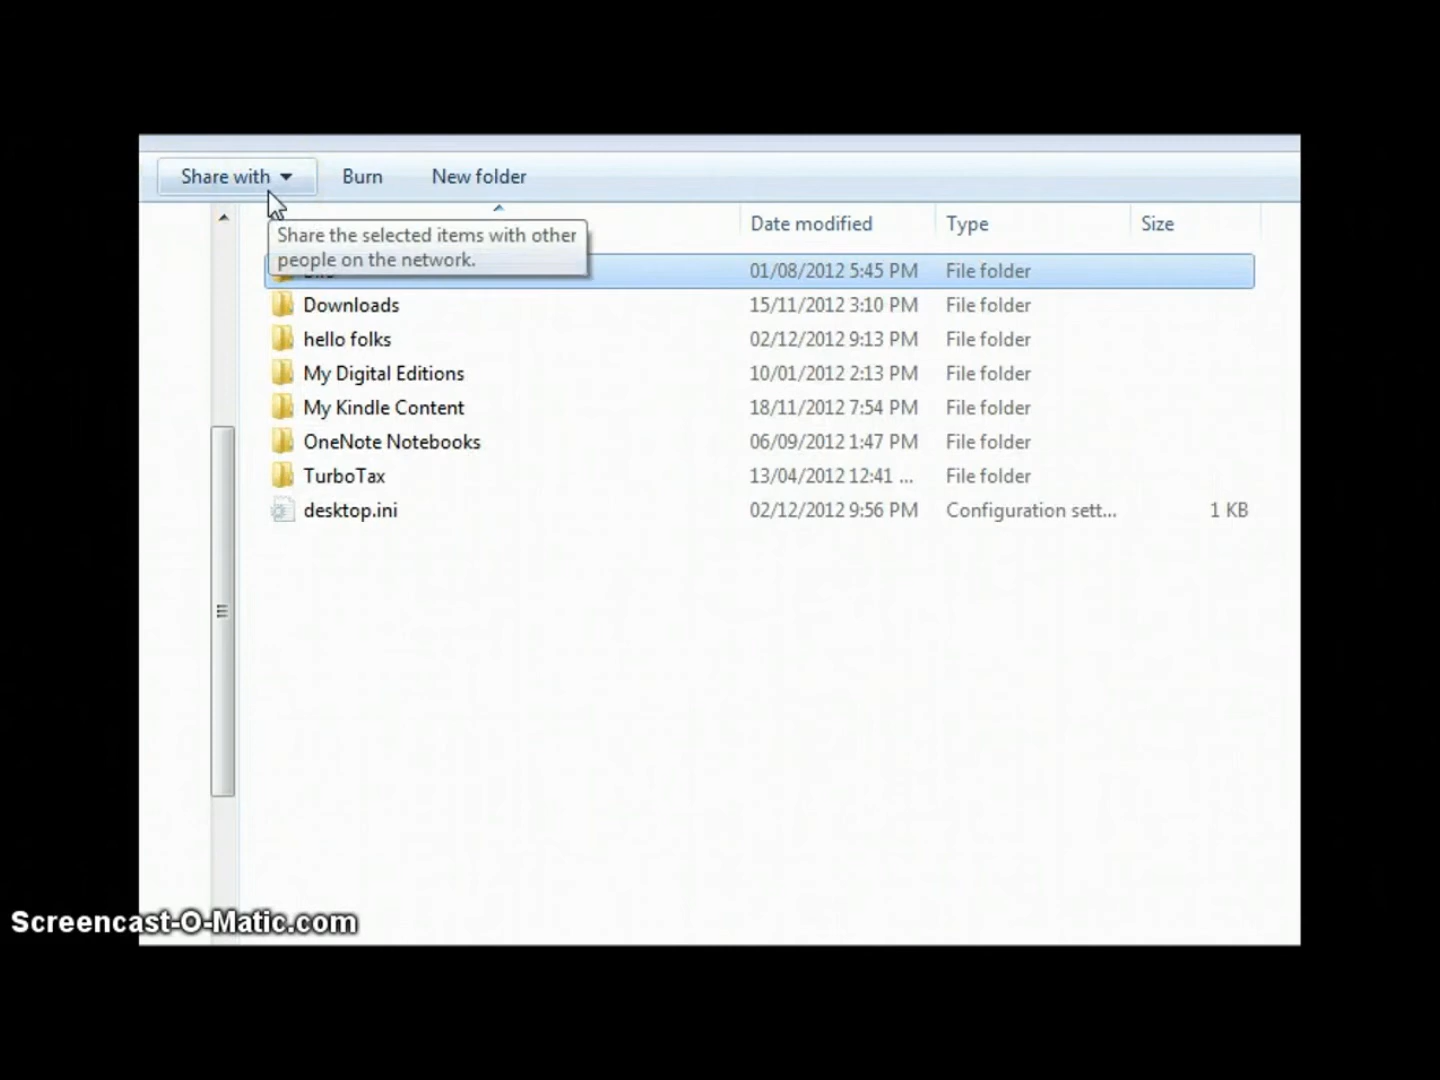 Share with Burn New folder
Date modified Type Size
Share the selected items with other
people on the network.
01/08/2012 5:45 PM File folder
Downloads 15/11/2012 3:10 PM File folder
hello folks 02/12/2012 9:13 PM File folder
My Digital Editions 10/01/2012 2:13 PM File folder
My Kindle Content 18/11/2012 7:54 PM File folder
OneNote Notebooks 06/09/2012 1:47 PM File folder
TurboTax 13/04/2012 12:41 ... File folder
desktop.ini 02/12/2012 9:56 PM Configuration sett... 1 KB
Screencast-O-Matic.com